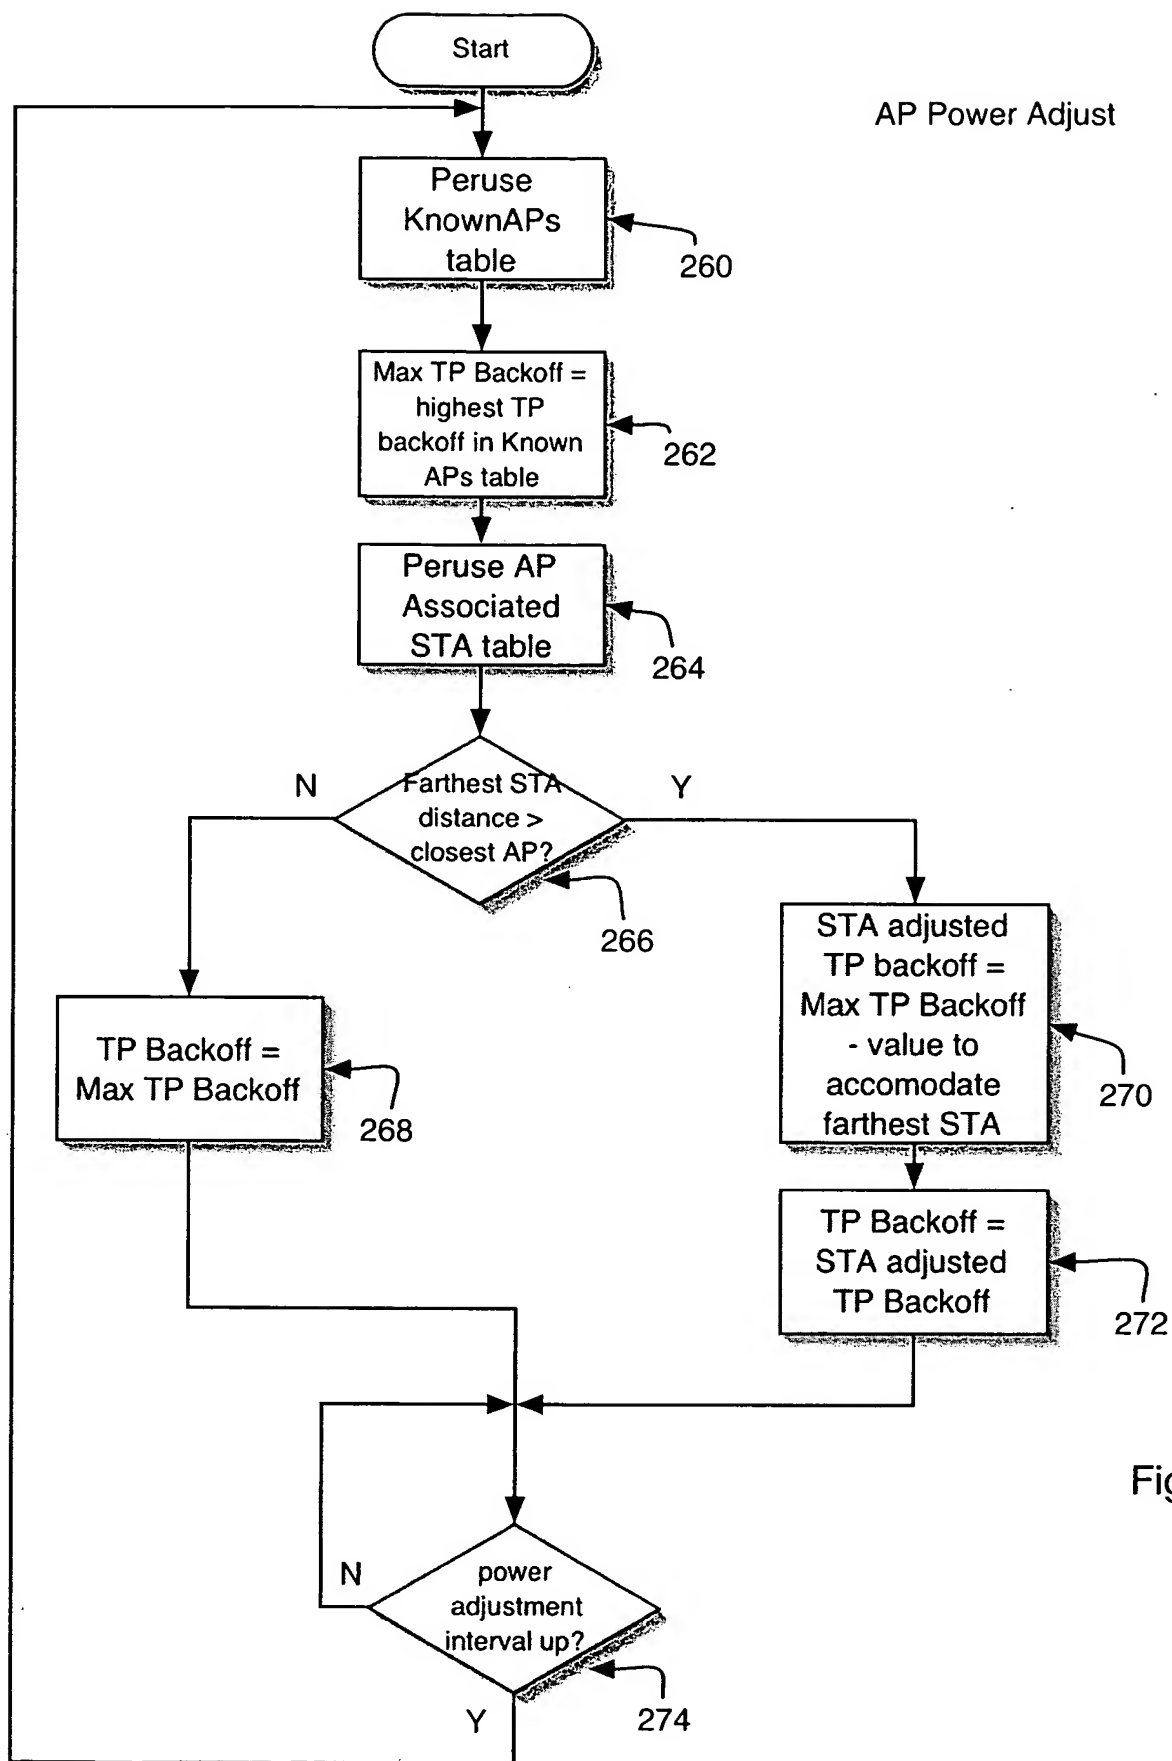 Start
AP Power Adjust
Peruse
KnownAPs
table
260
Max TP Backoff =
highest TP
backoff in Known
APs table
262
Peruse AP
Associated
STA table
264
N
Farthest STA
distance >
closest AP?
Y
266
STA adjusted
TP backoff =
Max TP Backoff
- value to
accomodate
farthest STA
270
TP Backoff =
Max TP Backoff
268
TP Backoff =
STA adjusted
TP Backoff
272
N
power
adjustment
interval up?
Y
274